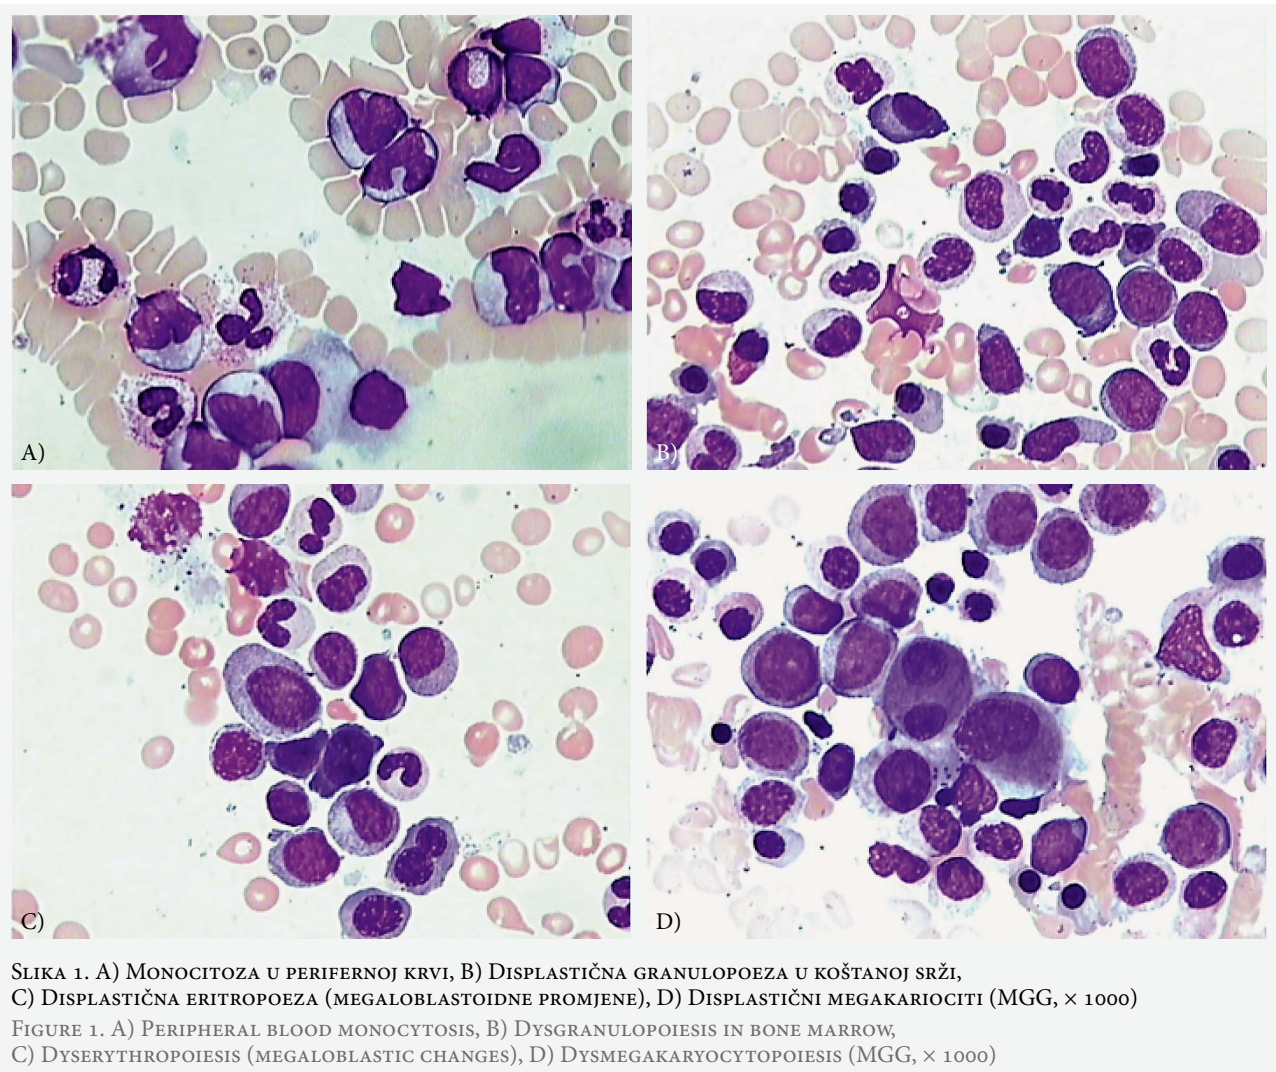 A)
B)
C)
D)
Slika 1. A) Monocitoza u perifernoj krvi, B) Displastična granulopoeza u koštanoj srži,
C) Displastična eritropoeza (megaloblastoidne promjene), D) Displastični megakariociti (MGG, × 1000)
Figure 1. A) Peripheral blood monocytosis, B) Dysgranulopoiesis in bone marrow,
C) Dyserythropoiesis (megaloblastic changes), D) Dysmegakaryocytopoiesis (MGG, × 1000)